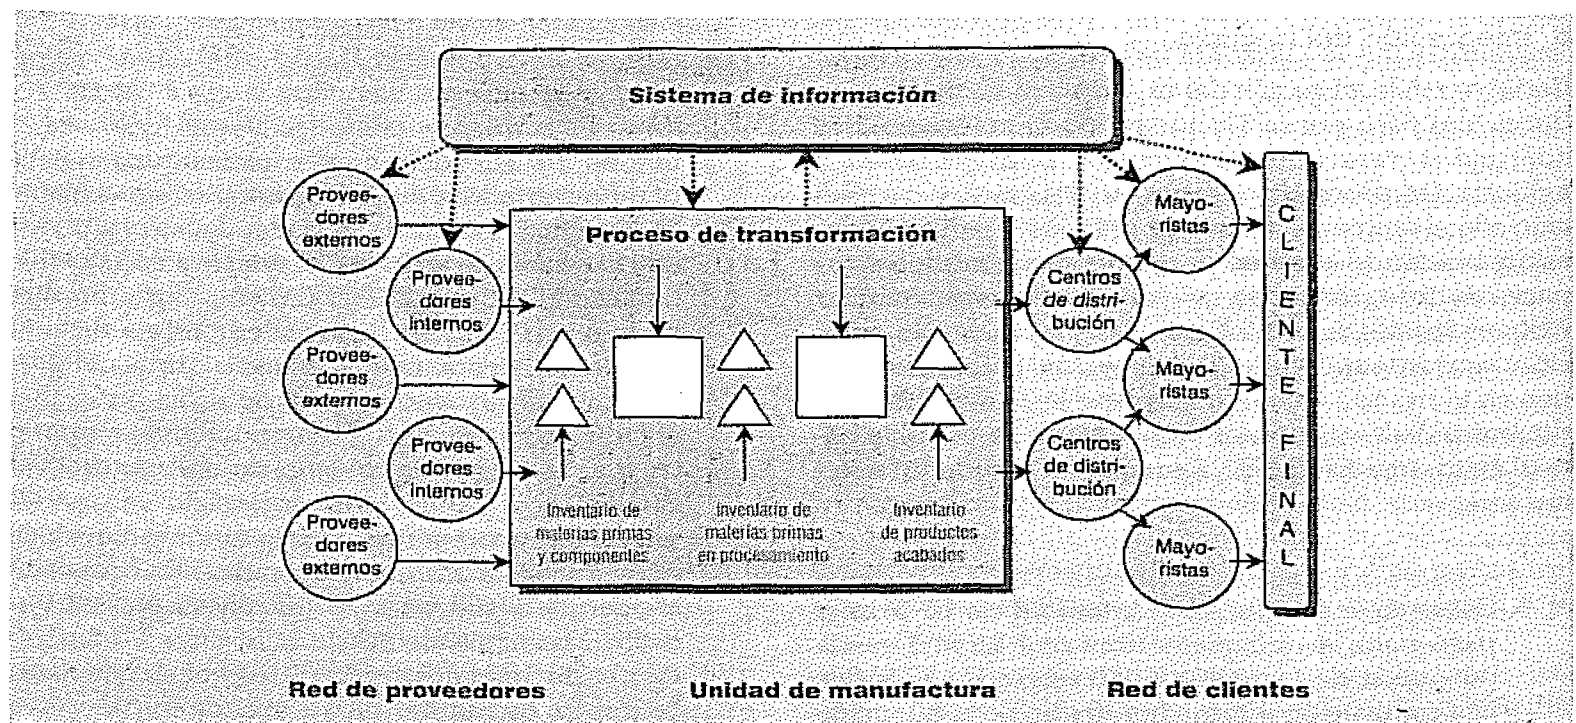 Sistema de información
Provee-
dores
externos
Provee-
dores
internos
Provee-
dores
externos
Provee-
dores
internos
Provee-
dores
externos
Proceso de transformación
Inventario de
materias primas
y componentes
Inventario de
materias primas
en procesamiento
Inventario
de productos
acabados
Centros
de distri-
bución
Centros
de distri-
bución
Mayo-
ristas
Mayo-
ristas
Mayo-
ristas
CLIENTE FINAL
Red de proveedores
Unidad de manufactura
Red de clientes